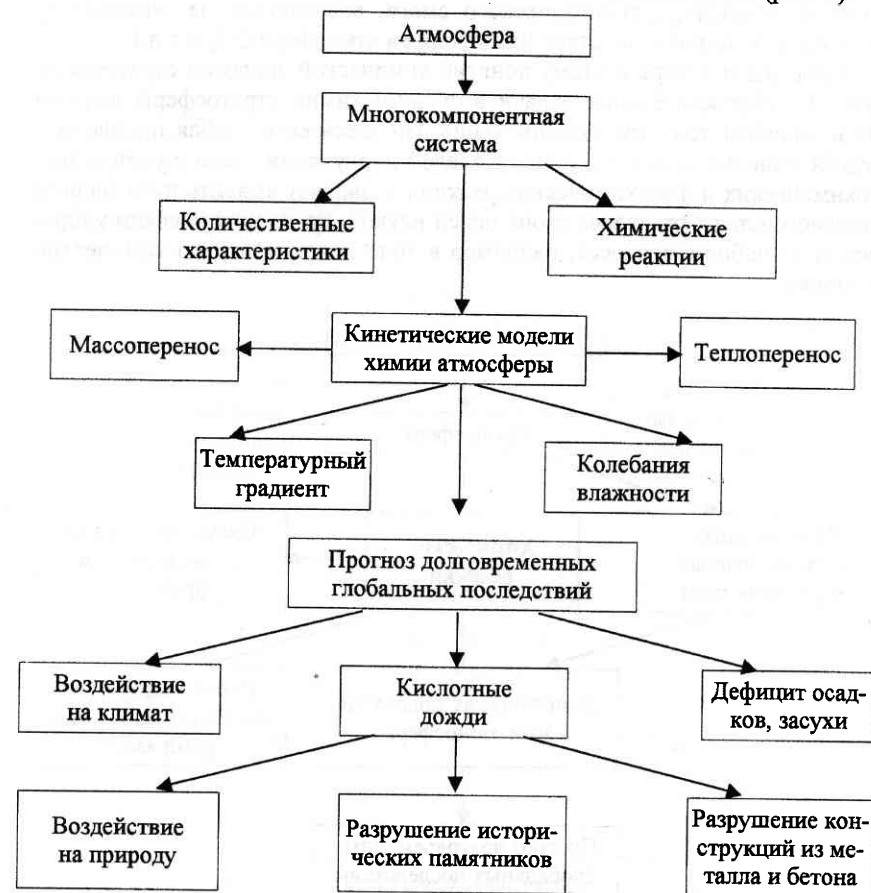 Атмосфера
Многокомпонентная
система
Количественные
характеристики
Химические
реакции
Массоперенос
Кинетические модели
химии атмосферы
Теплоперенос
Температурный
градиент
Колебания
влажности
Прогноз долговременных
глобальных последствий
Воздействие
на климат
Кислотные
дожди
Дефицит осад-
ков, засухи
Воздействие
на природу
Разрушение истори-
ческих памятников
Разрушение кон-
струкций из ме-
талла и бетона